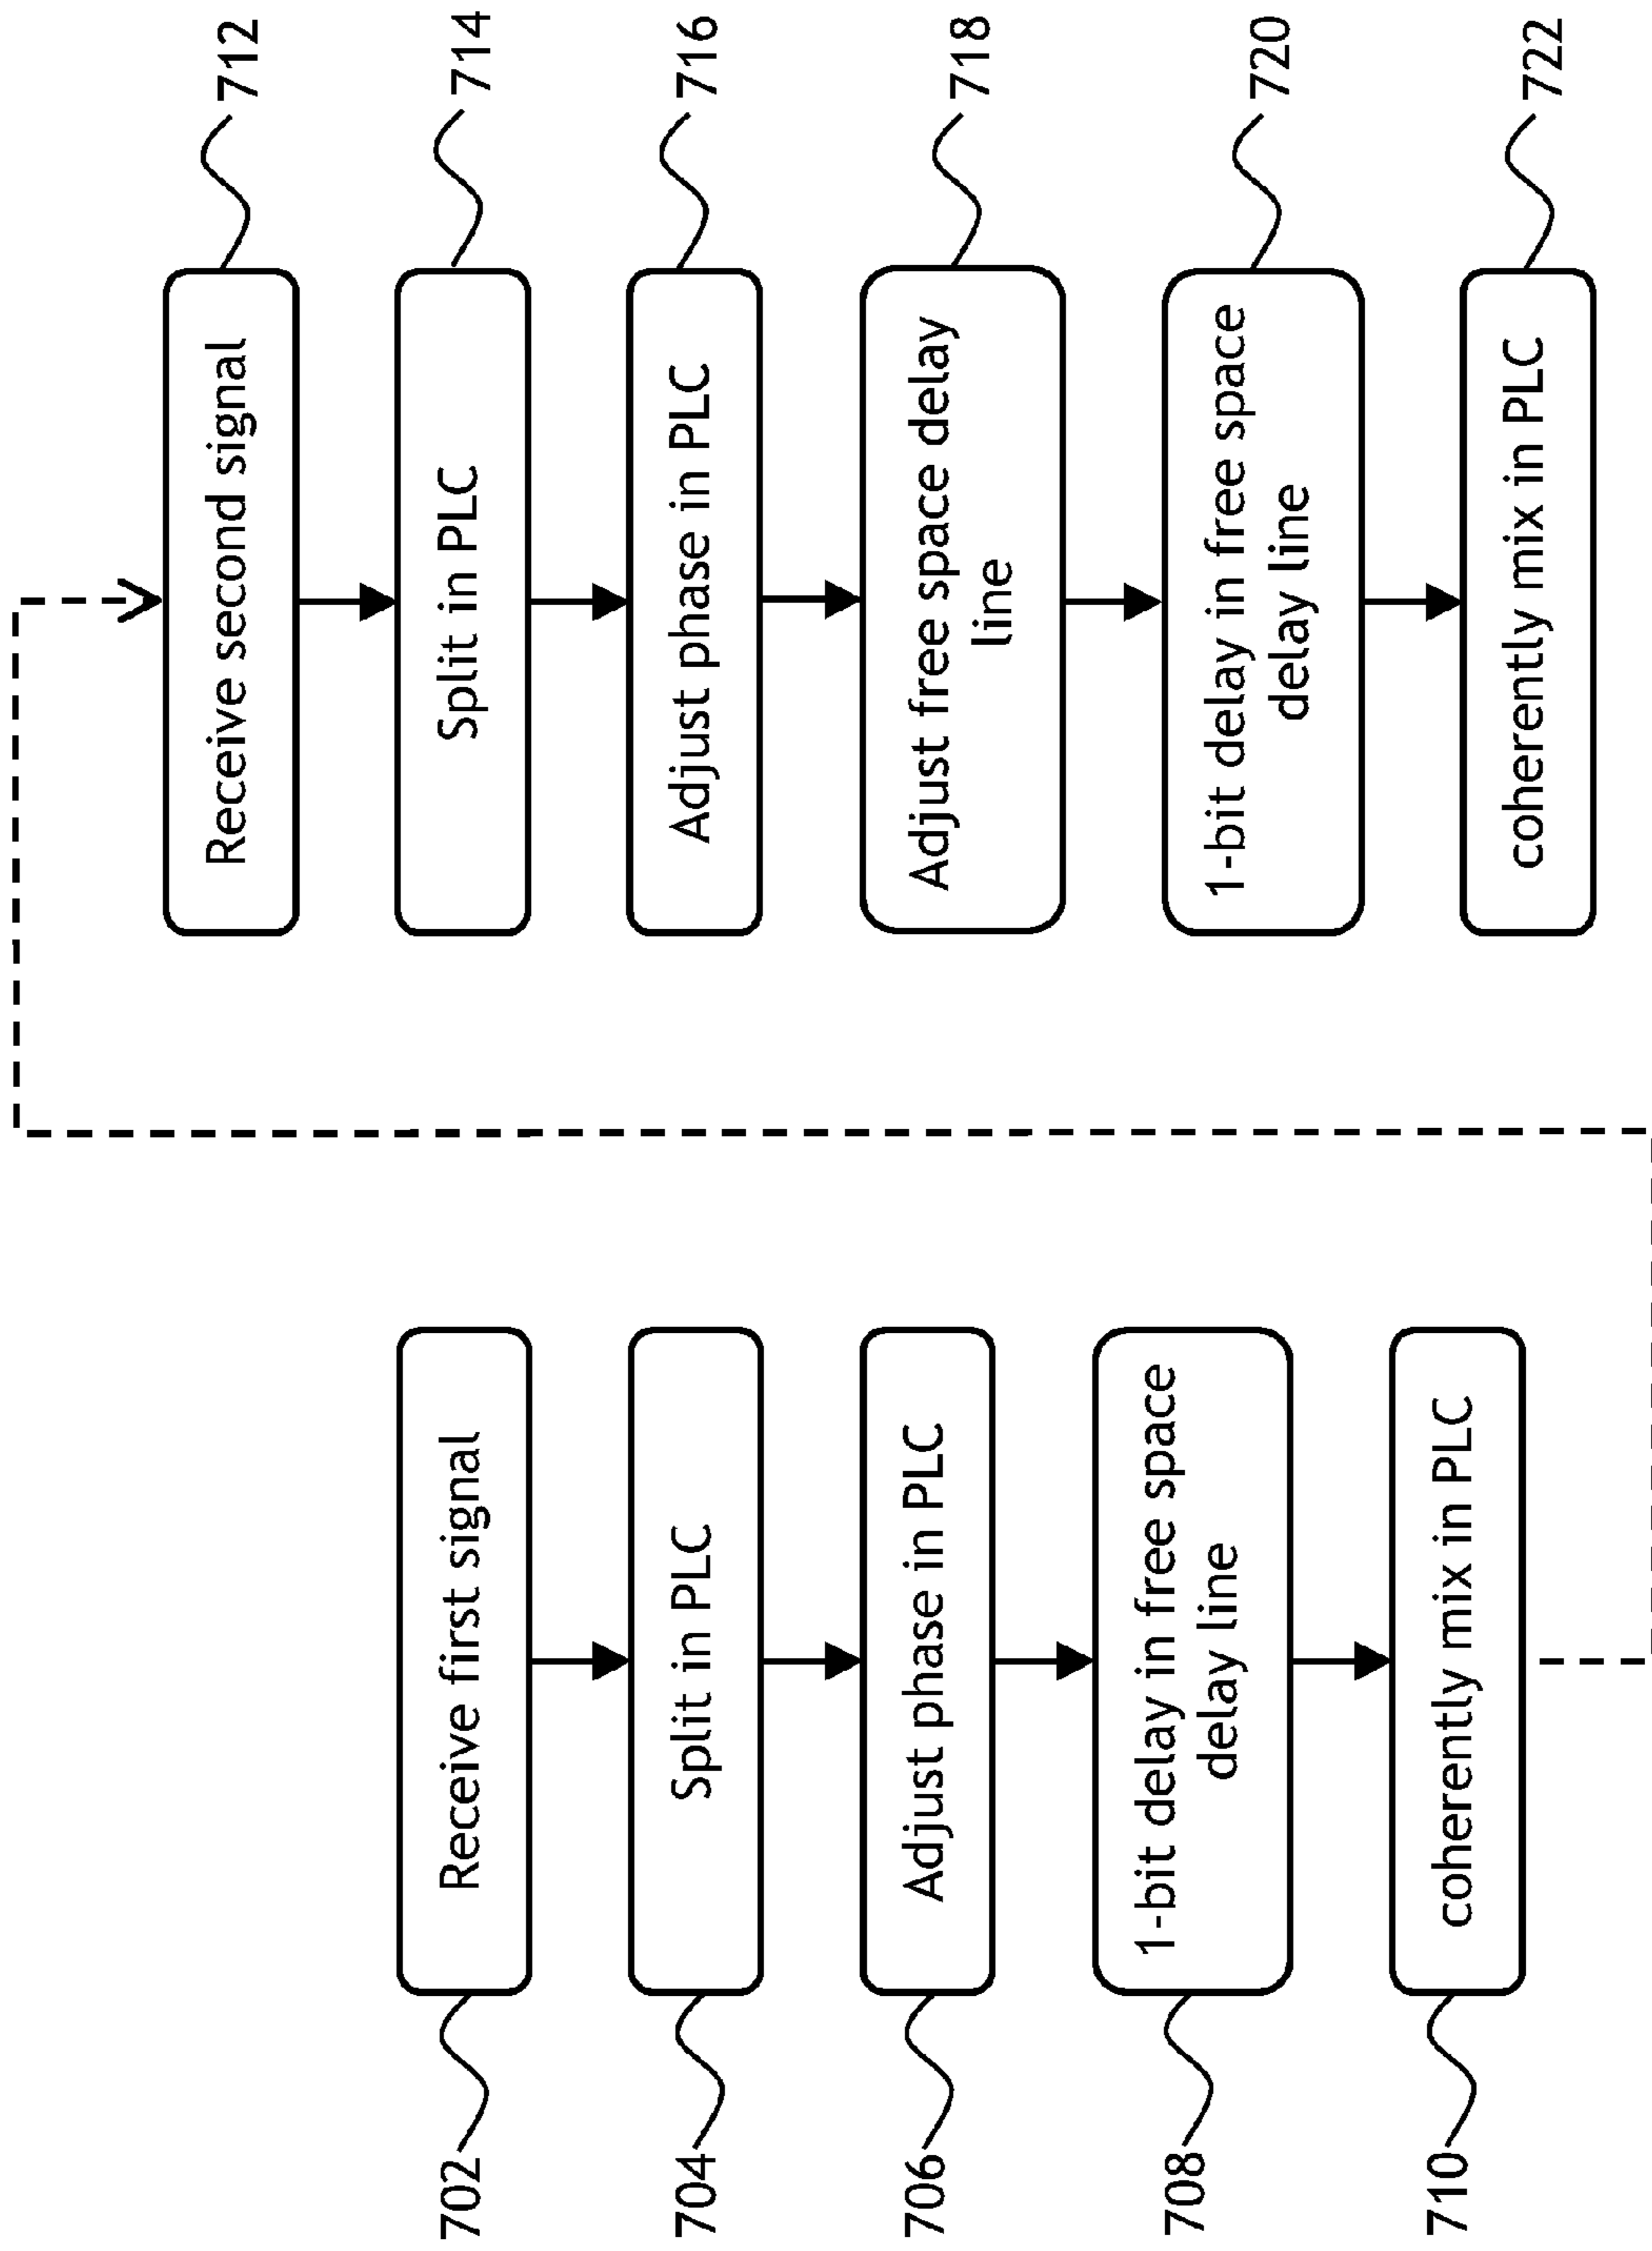 702
Receive first signal
704
Split in PLC
706
Adjust phase in PLC
708
1-bit delay in free space
delay line
710
coherently mix in PLC
Receive second signal
712
Split in PLC
714
Adjust phase in PLC
716
Adjust free space delay
line
718
1-bit delay in free space
delay line
720
coherently mix in PLC
722